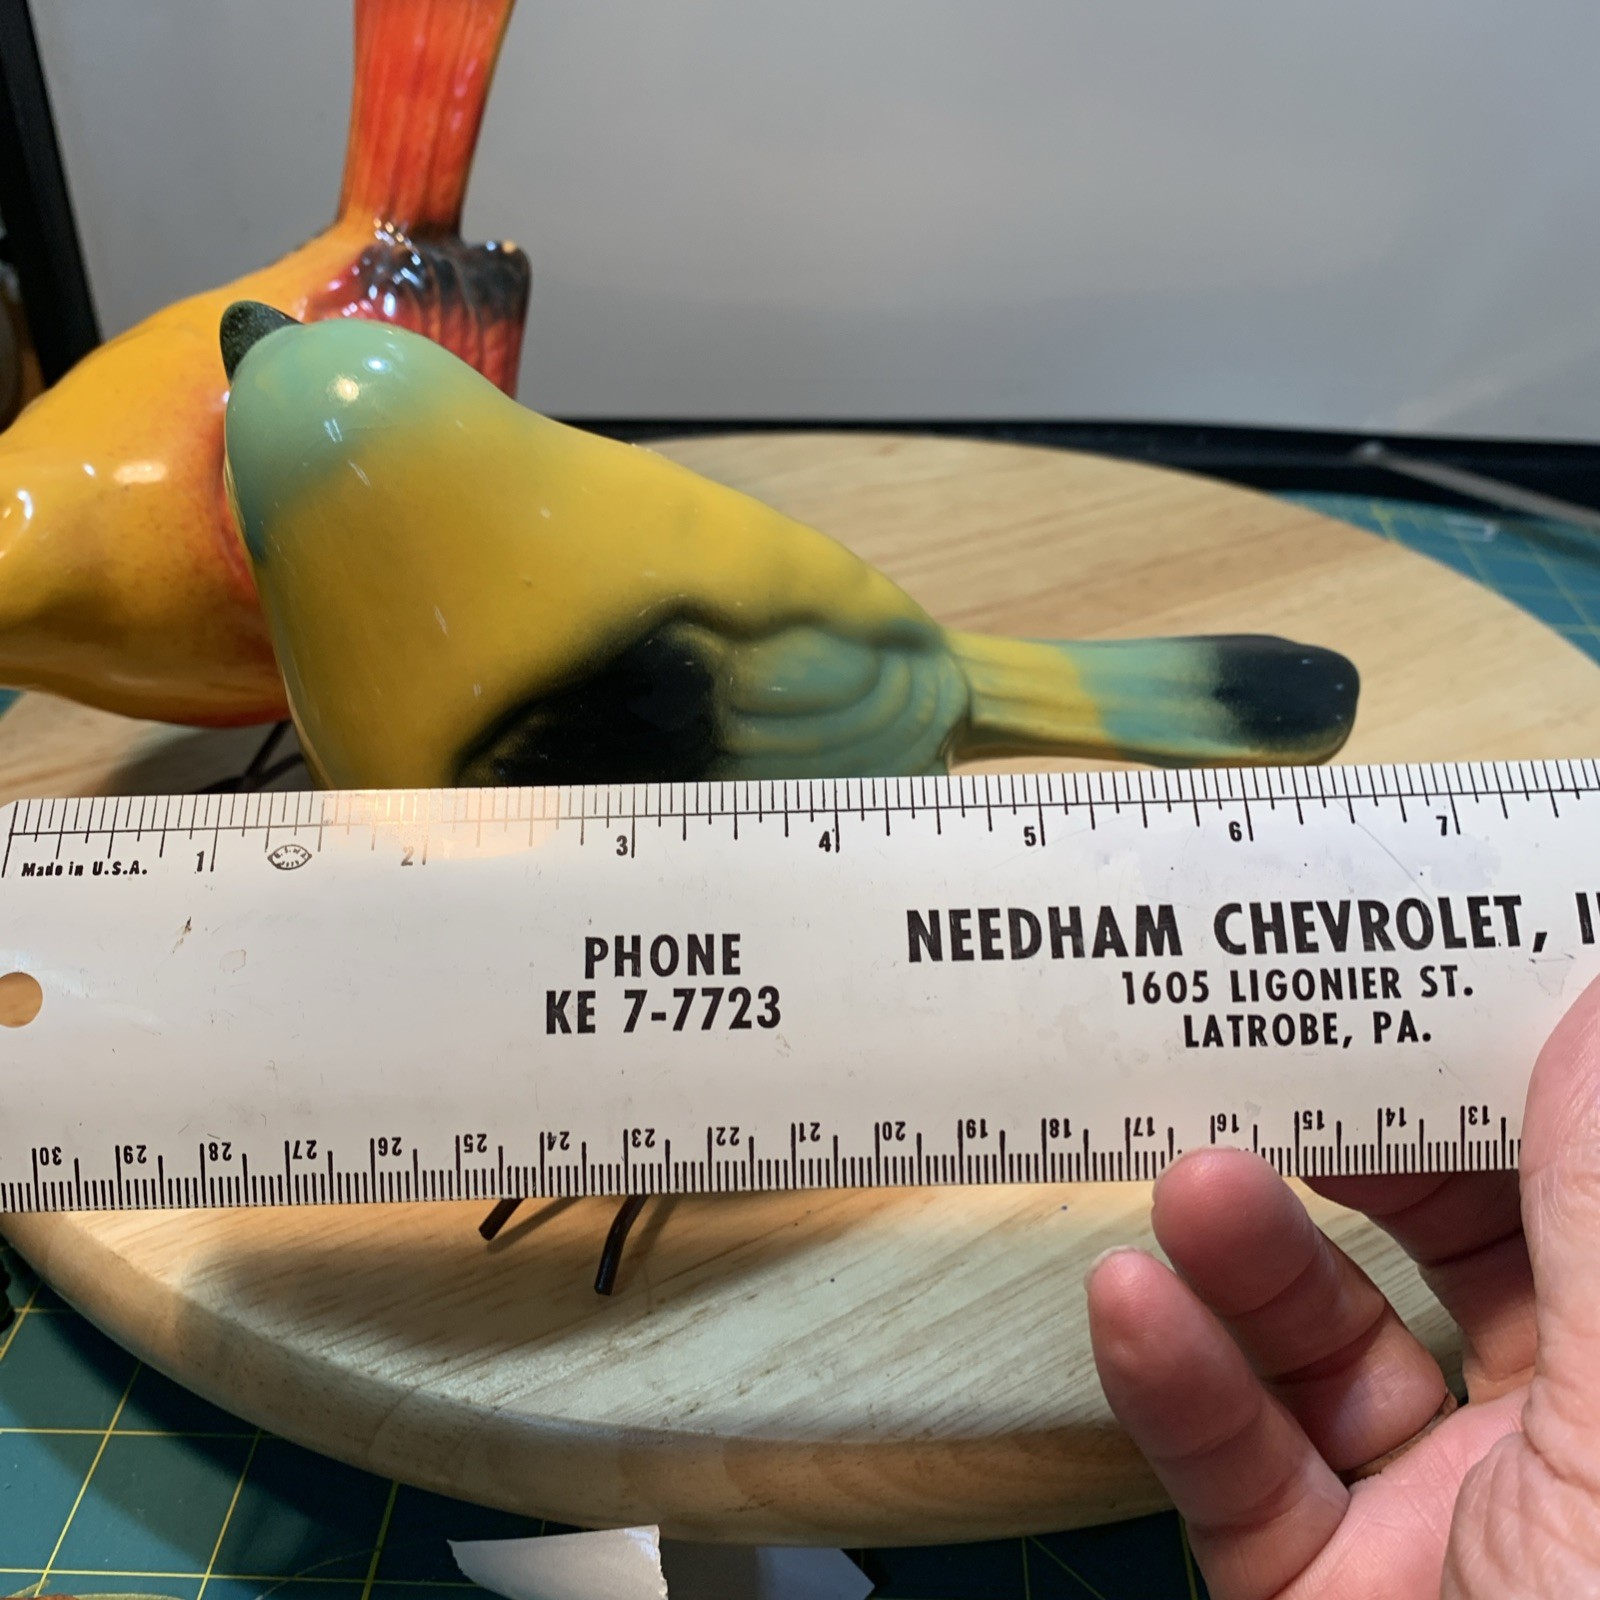 1 2 3 4 5 6 7
Made in U.S.A.
PHONE
KE 7-7723
NEEDHAM CHEVROLET,
1605 LIGONIER ST.
LATROBE, PA.
30 29 28 27 26 25 24 23 22 21 20 19 18 17 16 15 14 13